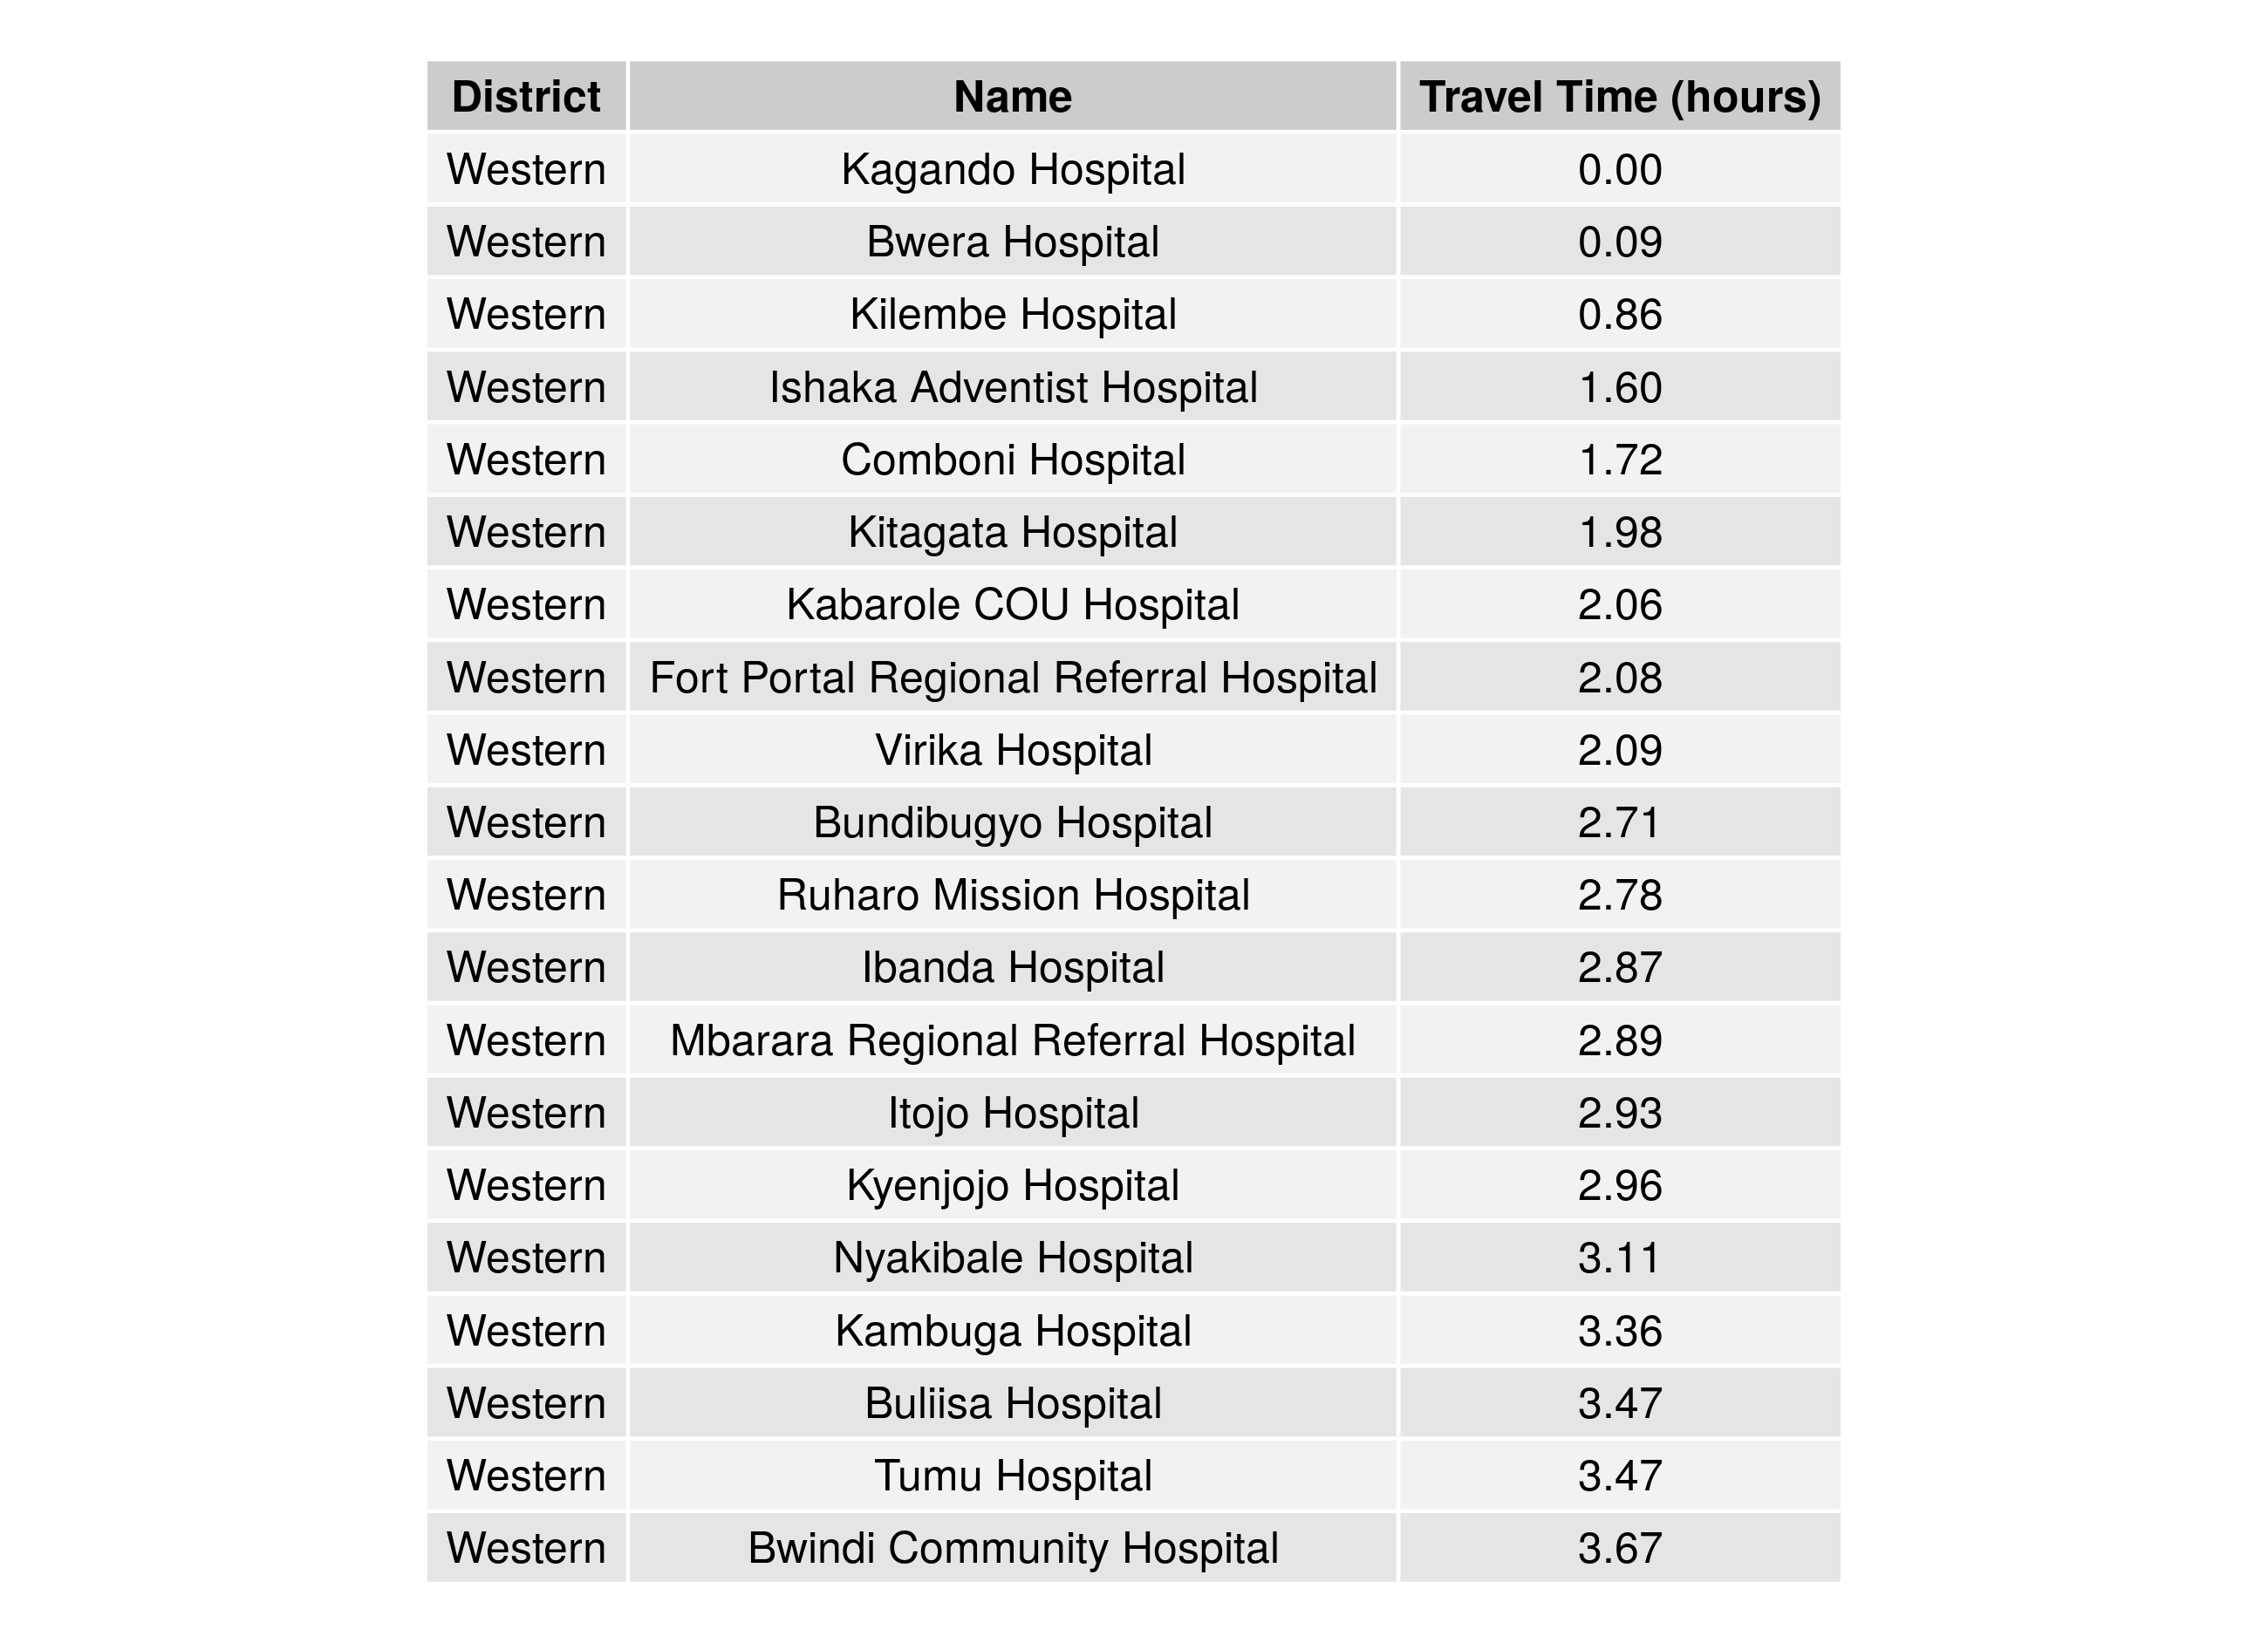 District Name Travel Time (hours)
Western Kagando Hospital 0.00
Western Bwera Hospital 0.09
Western Kilembe Hospital 0.86
Western Ishaka Adventist Hospital 1.60
Western Comboni Hospital 1.72
Western Kitagata Hospital 1.98
Western Kabarole COU Hospital 2.06
Western Fort Portal Regional Referral Hospital 2.08
Western Virika Hospital 2.09
Western Bundibugyo Hospital 2.71
Western Ruharo Mission Hospital 2.78
Western Ibanda Hospital 2.87
Western Mbarara Regional Referral Hospital 2.89
Western Itojo Hospital 2.93
Western Kyenjojo Hospital 2.96
Western Nyakibale Hospital 3.11
Western Kambuga Hospital 3.36
Western Buliisa Hospital 3.47
Western Tumu Hospital 3.47
Western Bwindi Community Hospital 3.67